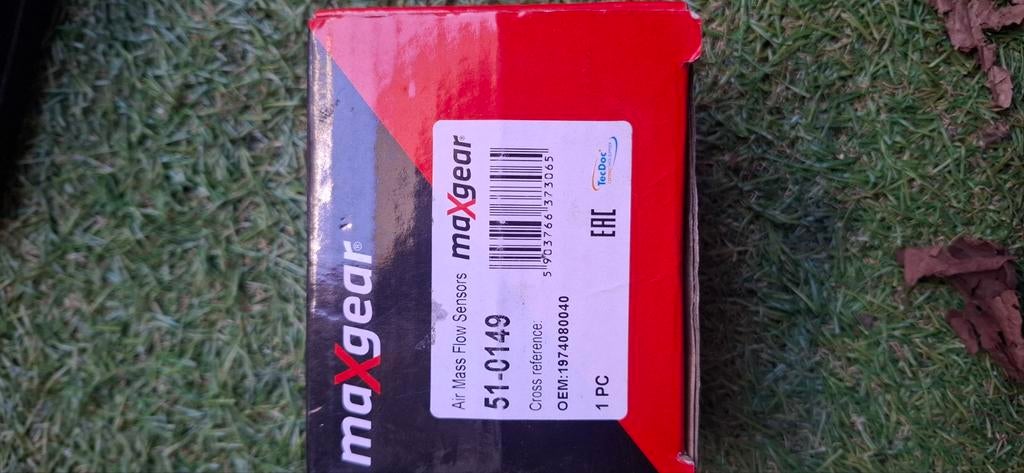 maXgear®
Air Mass Flow Sensors maXgear®
51-0149
Cross reference:
OEM:1974080040
1 PC
5 903766 373065
EAC
TecDoc®